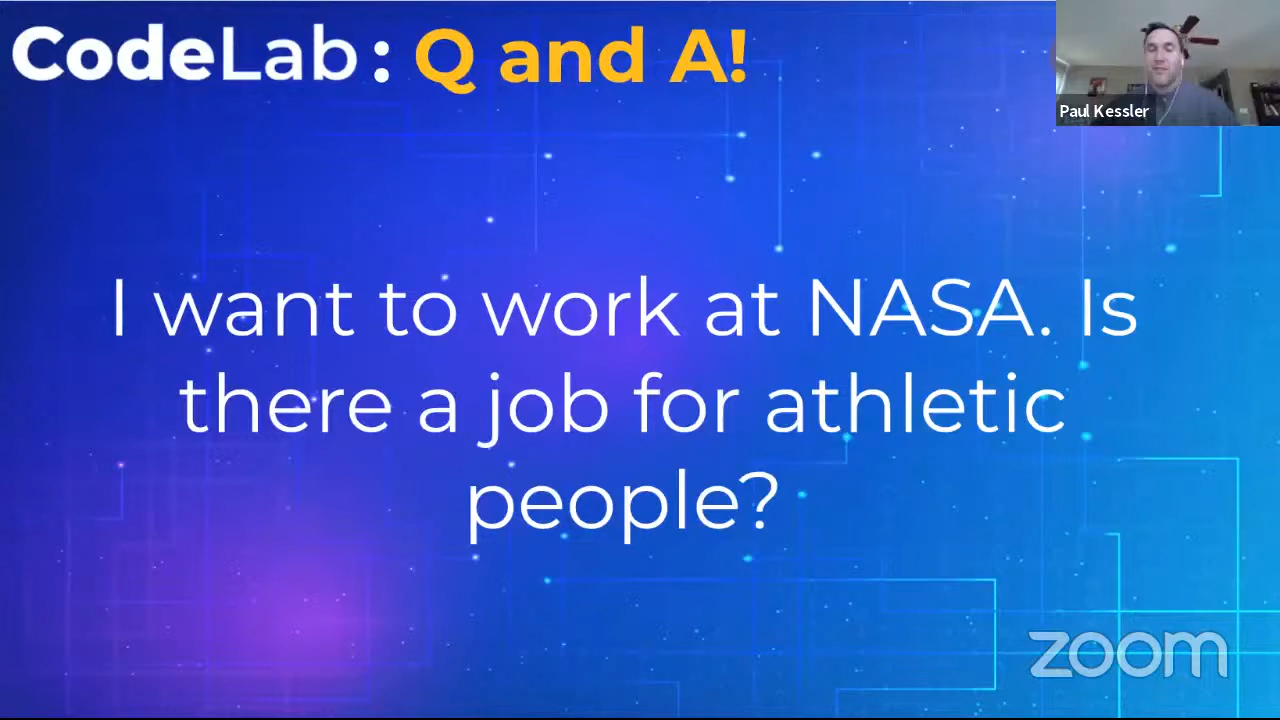 CodeLab: Q and A!
Paul Kessler
I want to work at NASA. Is
there a job for athletic
people?
zoom